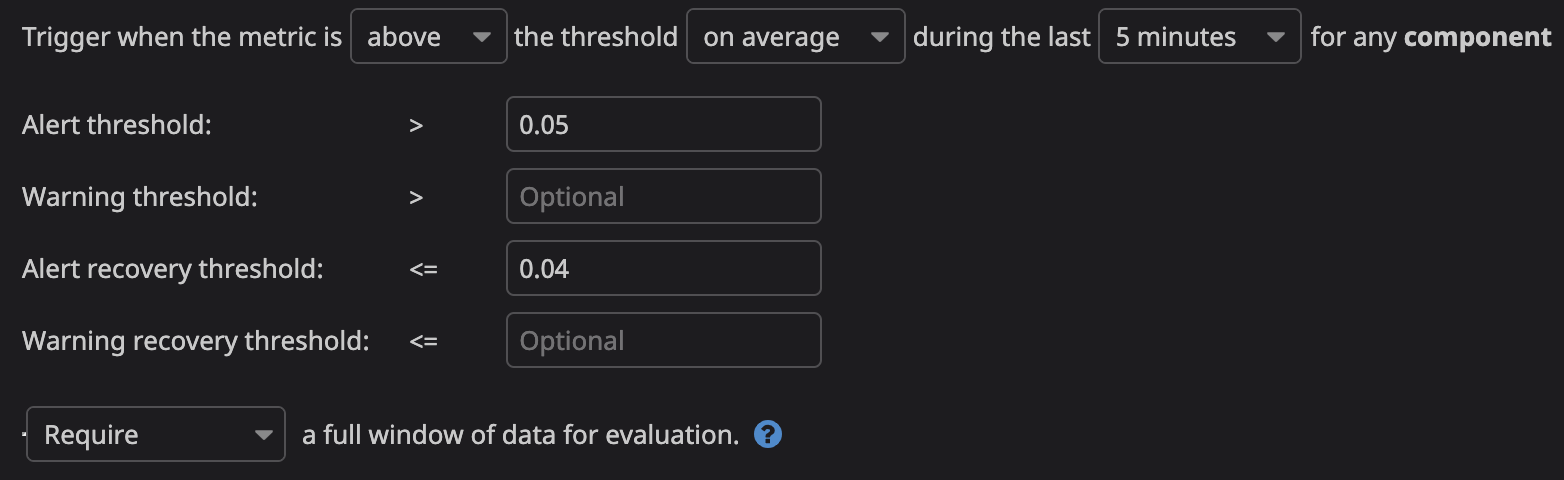 Trigger when the metric is above the threshold on average during the last 5 minutes for any component
Alert threshold: > 0.05
Warning threshold: > Optional
Alert recovery threshold: <= 0.04
Warning recovery threshold: <= Optional
Require a full window of data for evaluation. ?